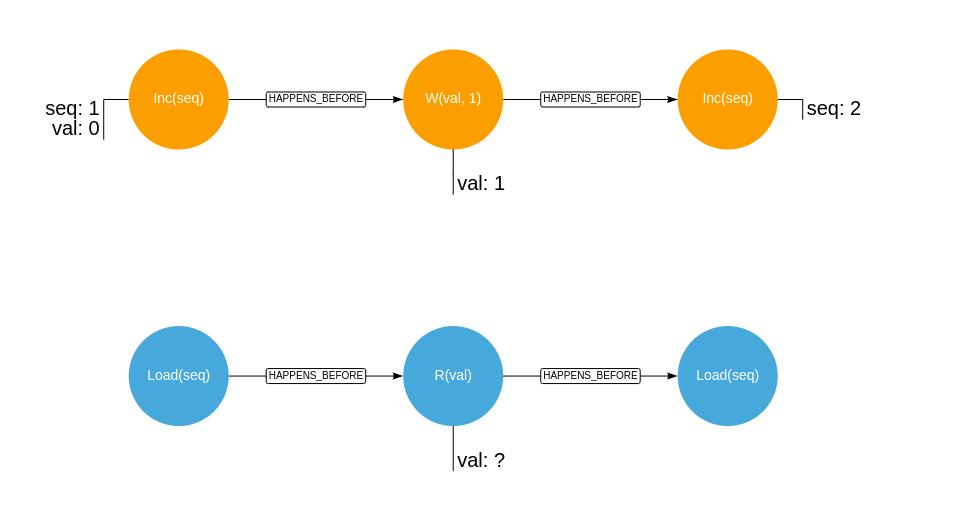 Inc(seq)
HAPPENS_BEFORE
W(val, 1)
HAPPENS_BEFORE
Inc(seq)
seq: 1
val: 0
seq: 2
val: 1
Load(seq)
HAPPENS_BEFORE
R(val)
HAPPENS_BEFORE
Load(seq)
val: ?